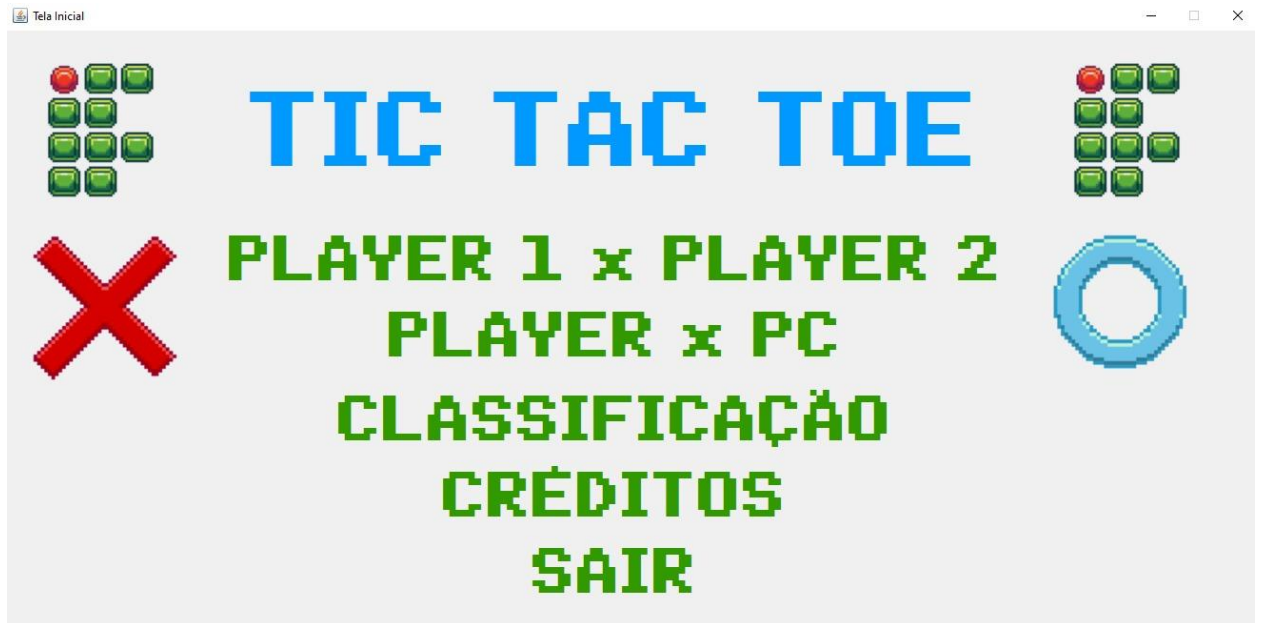 Tela Inicial
TIC TAC TOE
PLAYER 1 x PLAYER 2
PLAYER x PC
CLASSIFICAÇÃO
CRÉDITOS
SAIR